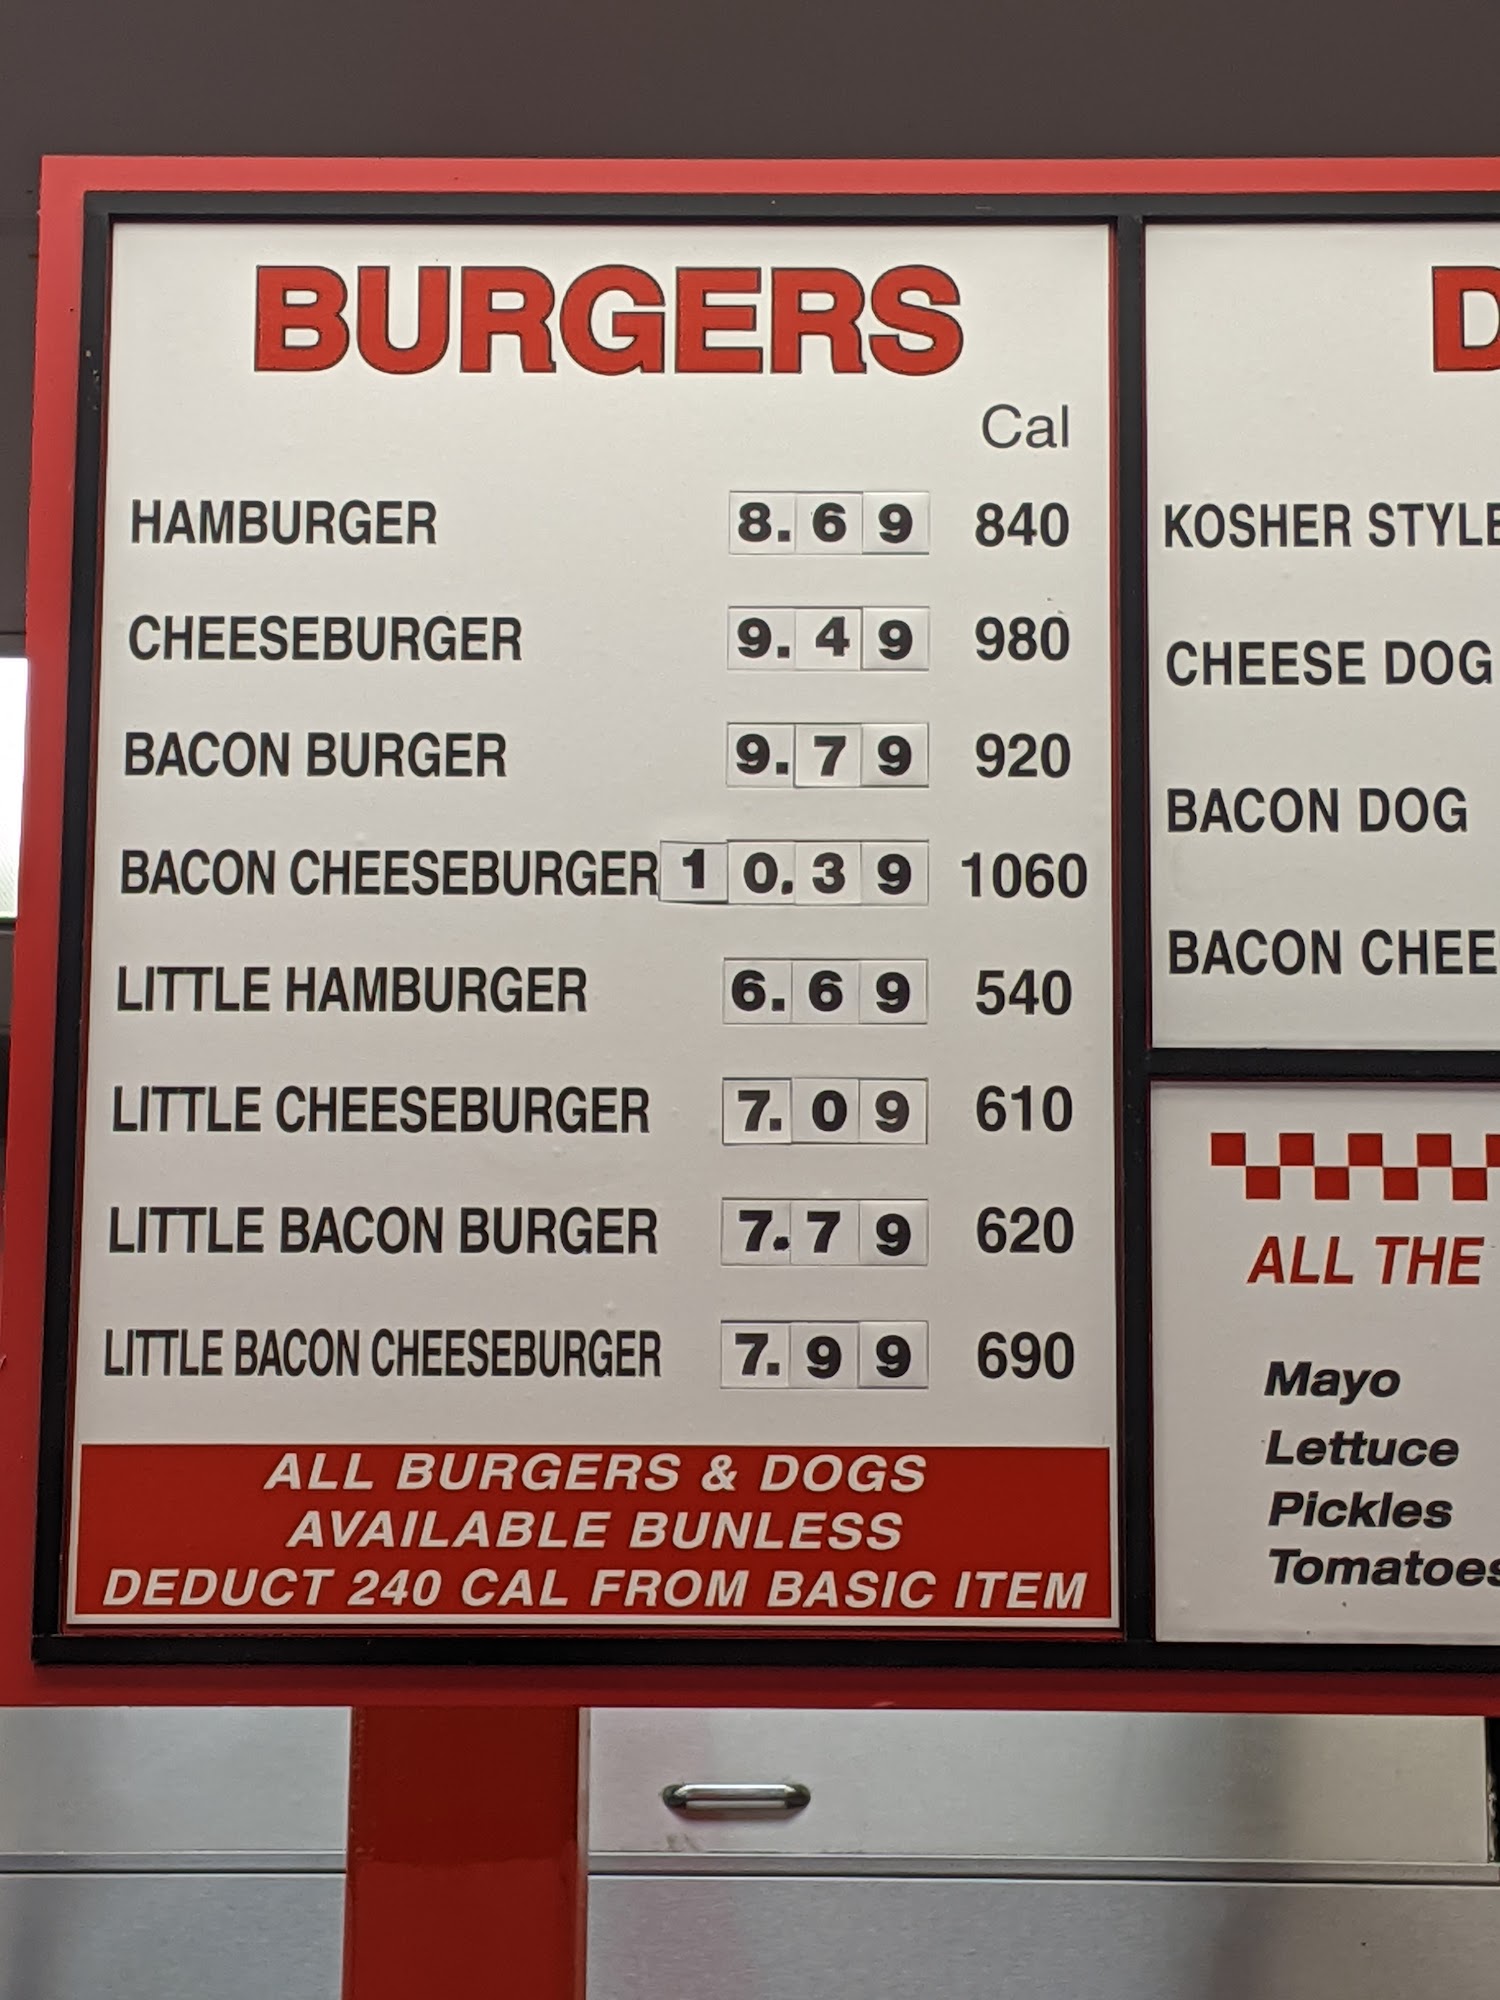 BURGERS
Cal
HAMBURGER 8.69 840
CHEESEBURGER 9.49 980
BACON BURGER 9.79 920
BACON CHEESEBURGER 10.39 1060
LITTLE HAMBURGER 6.69 540
LITTLE CHEESEBURGER 7.09 610
LITTLE BACON BURGER 7.79 620
LITTLE BACON CHEESEBURGER 7.99 690
ALL BURGERS & DOGS
AVAILABLE BUNLESS
DEDUCT 240 CAL FROM BASIC ITEM
D
KOSHER STYLE
CHEESE DOG
BACON DOG
BACON CHEE
ALL THE
Mayo
Lettuce
Pickles
Tomatoes